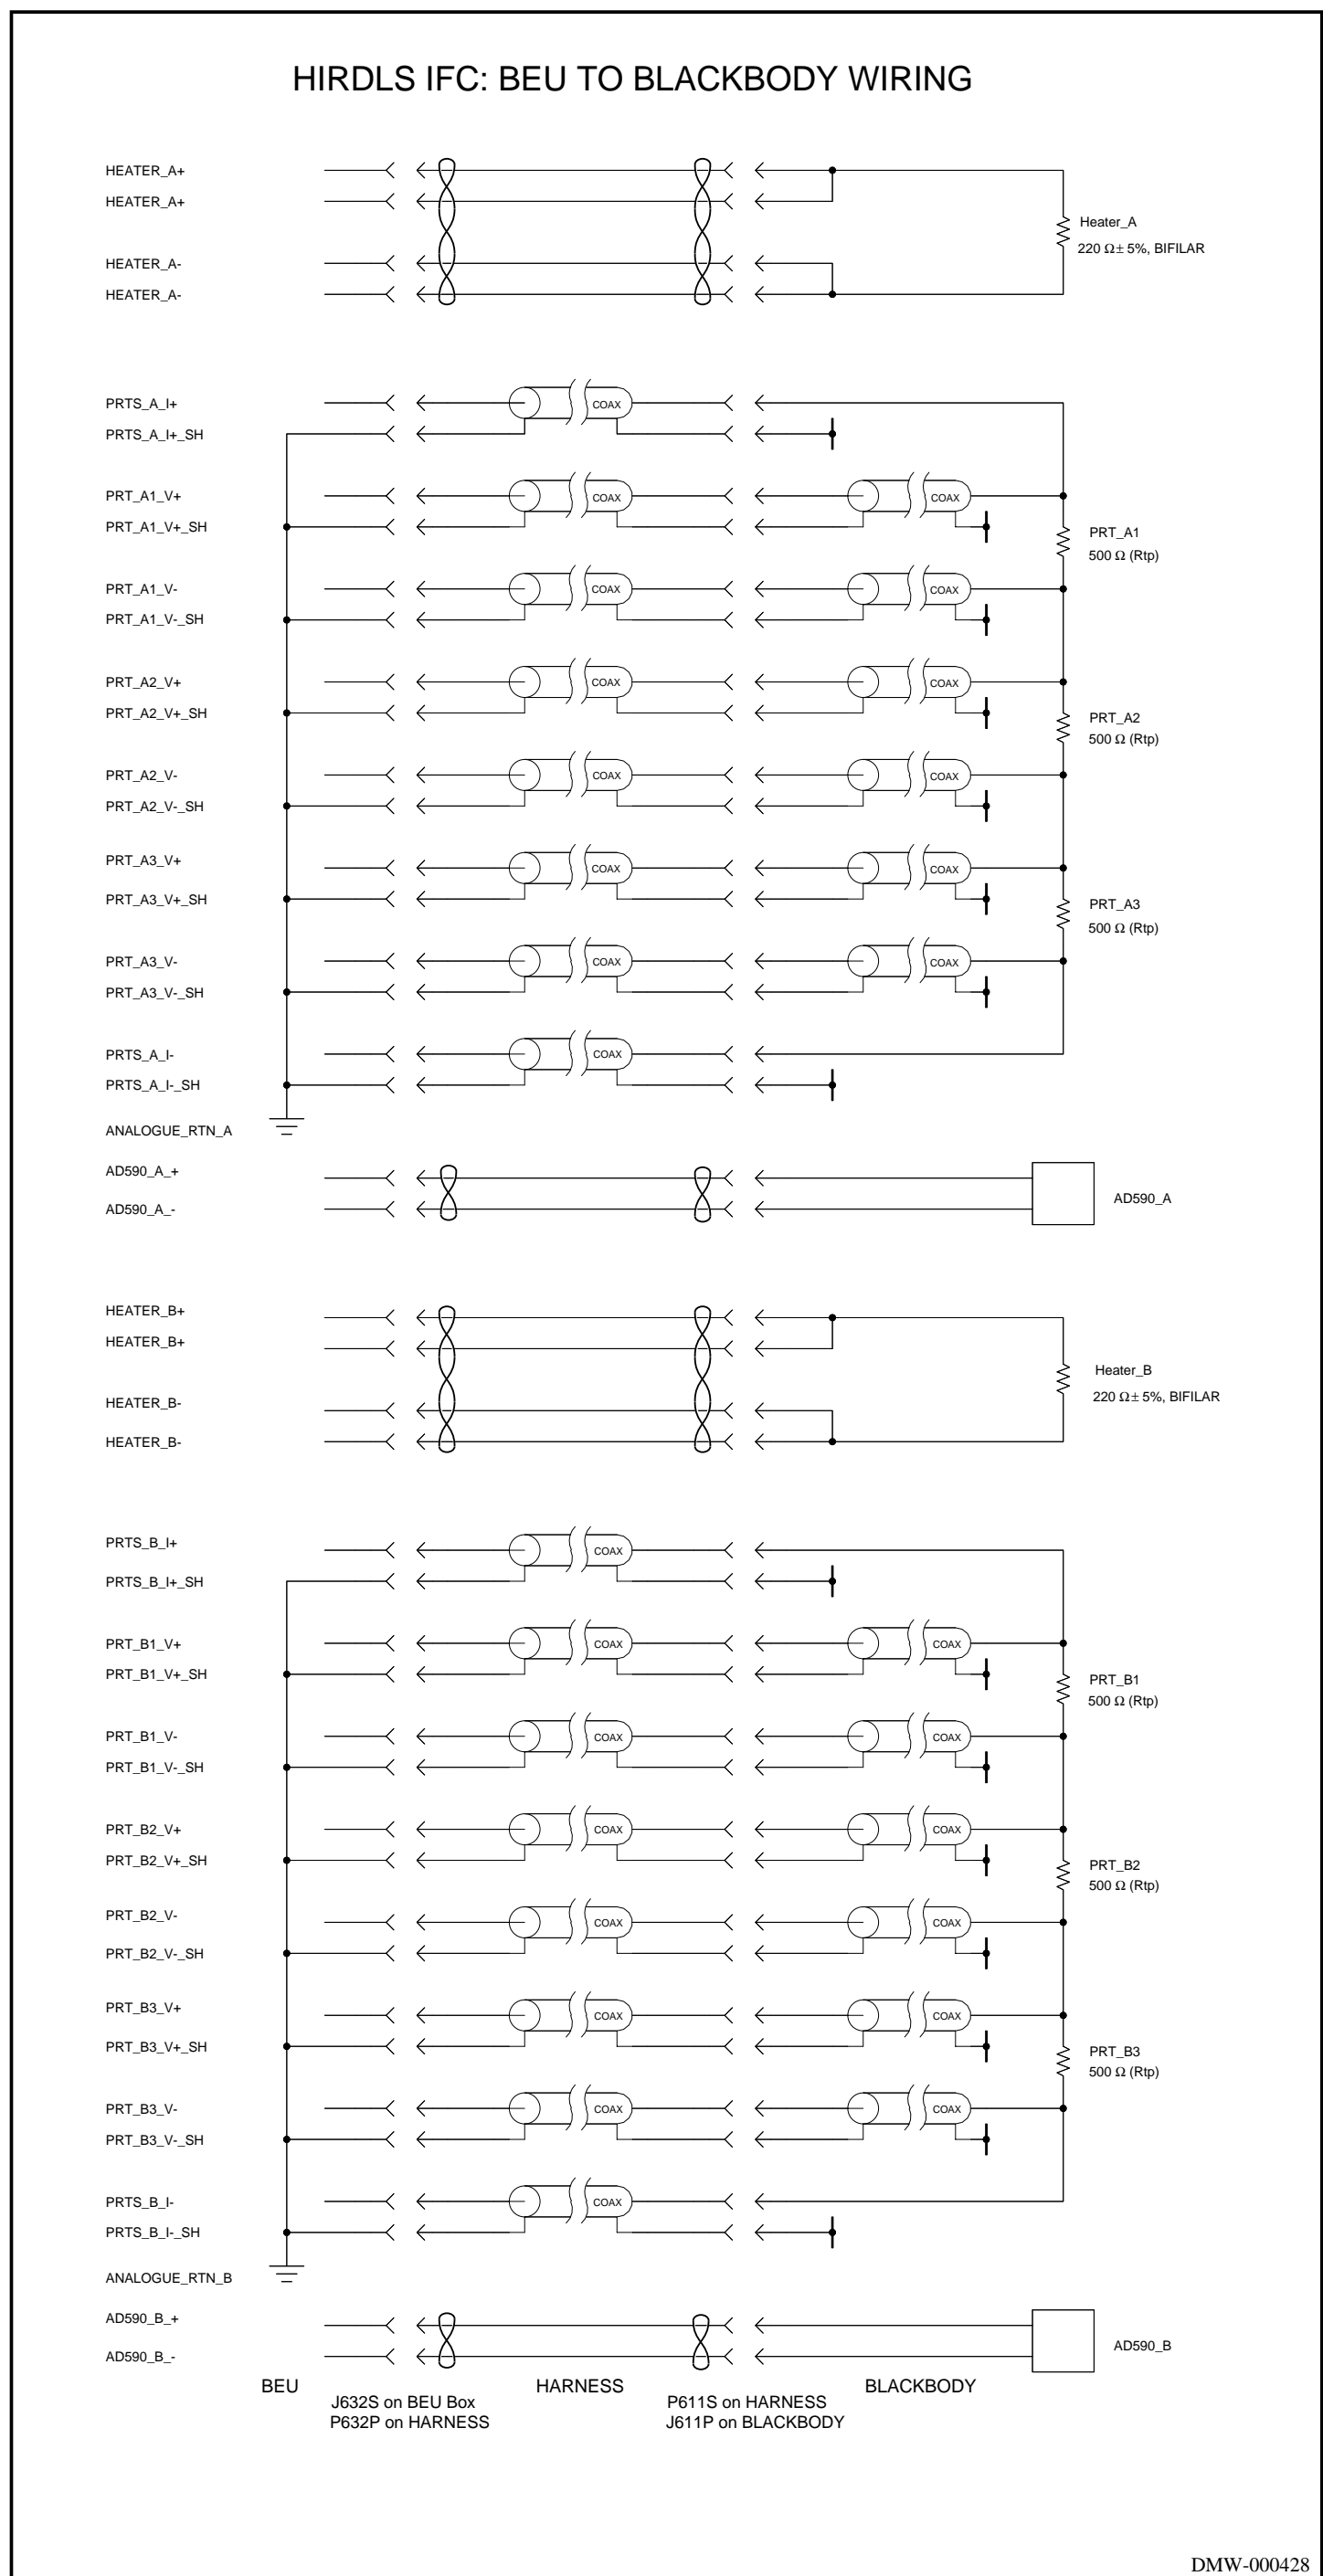 HIRDLS IFC: BEU TO BLACKBODY WIRING
HEATER_A+
HEATER_A+
Heater_A
220 Ω± 5%, BIFILAR
HEATER_A-
HEATER_A-
PRTS_A_I+
COAX
PRTS_A_I+_SH
PRT_A1_V+
COAX
COAX
PRT_A1_V+_SH
PRT_A1
500 Ω (Rtp)
PRT_A1_V-
COAX
COAX
PRT_A1_V-_SH
PRT_A2_V+
COAX
COAX
PRT_A2_V+_SH
PRT_A2
500 Ω (Rtp)
PRT_A2_V-
COAX
COAX
PRT_A2_V-_SH
PRT_A3_V+
COAX
COAX
PRT_A3_V+_SH
PRT_A3
500 Ω (Rtp)
PRT_A3_V-
COAX
COAX
PRT_A3_V-_SH
PRTS_A_I-
COAX
PRTS_A_I-_SH
ANALOGUE_RTN_A
AD590_A_+
AD590_A_-
AD590_A
HEATER_B+
HEATER_B+
Heater_B
220 Ω± 5%, BIFILAR
HEATER_B-
HEATER_B-
PRTS_B_I+
COAX
PRTS_B_I+_SH
PRT_B1_V+
COAX
COAX
PRT_B1_V+_SH
PRT_B1
500 Ω (Rtp)
PRT_B1_V-
COAX
COAX
PRT_B1_V-_SH
PRT_B2_V+
COAX
COAX
PRT_B2_V+_SH
PRT_B2
500 Ω (Rtp)
PRT_B2_V-
COAX
COAX
PRT_B2_V-_SH
PRT_B3_V+
COAX
COAX
PRT_B3_V+_SH
PRT_B3
500 Ω (Rtp)
PRT_B3_V-
COAX
COAX
PRT_B3_V-_SH
PRTS_B_I-
COAX
PRTS_B_I-_SH
ANALOGUE_RTN_B
AD590_B_+
AD590_B_-
AD590_B
BEU
HARNESS
BLACKBODY
J632S on BEU Box
P632P on HARNESS
P611S on HARNESS
J611P on BLACKBODY
DMW-000428